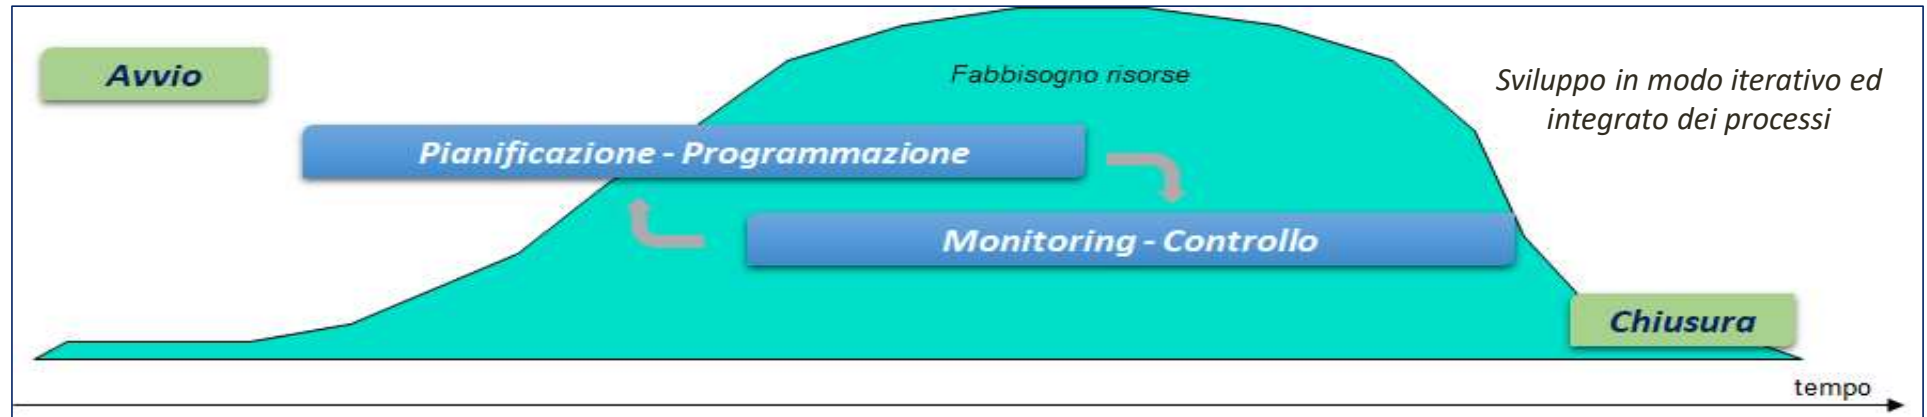 Avvio
Fabbisogno risorse
Sviluppo in modo iterativo ed
integrato dei processi
Pianificazione - Programmazione
Monitoring - Controllo
Chiusura
tempo